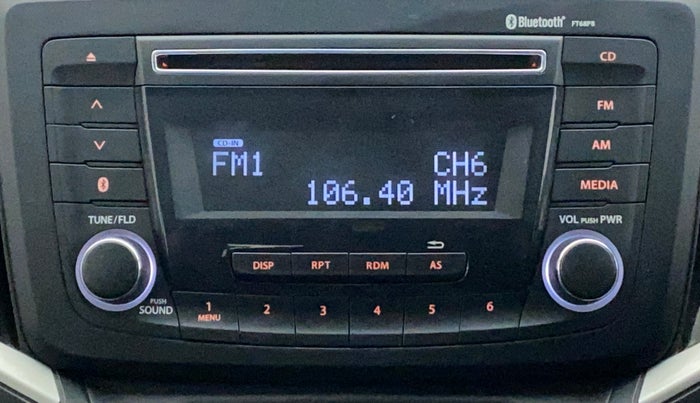 Bluetooth® FT68PS
CD
FM
AM
MEDIA
CD-IN
FM1 CH6
106.40 MHz
TUNE/FLD
VOL PUSH PWR
DISP RPT RDM AS
PUSH
SOUND
1 2 3 4 5 6
MENU